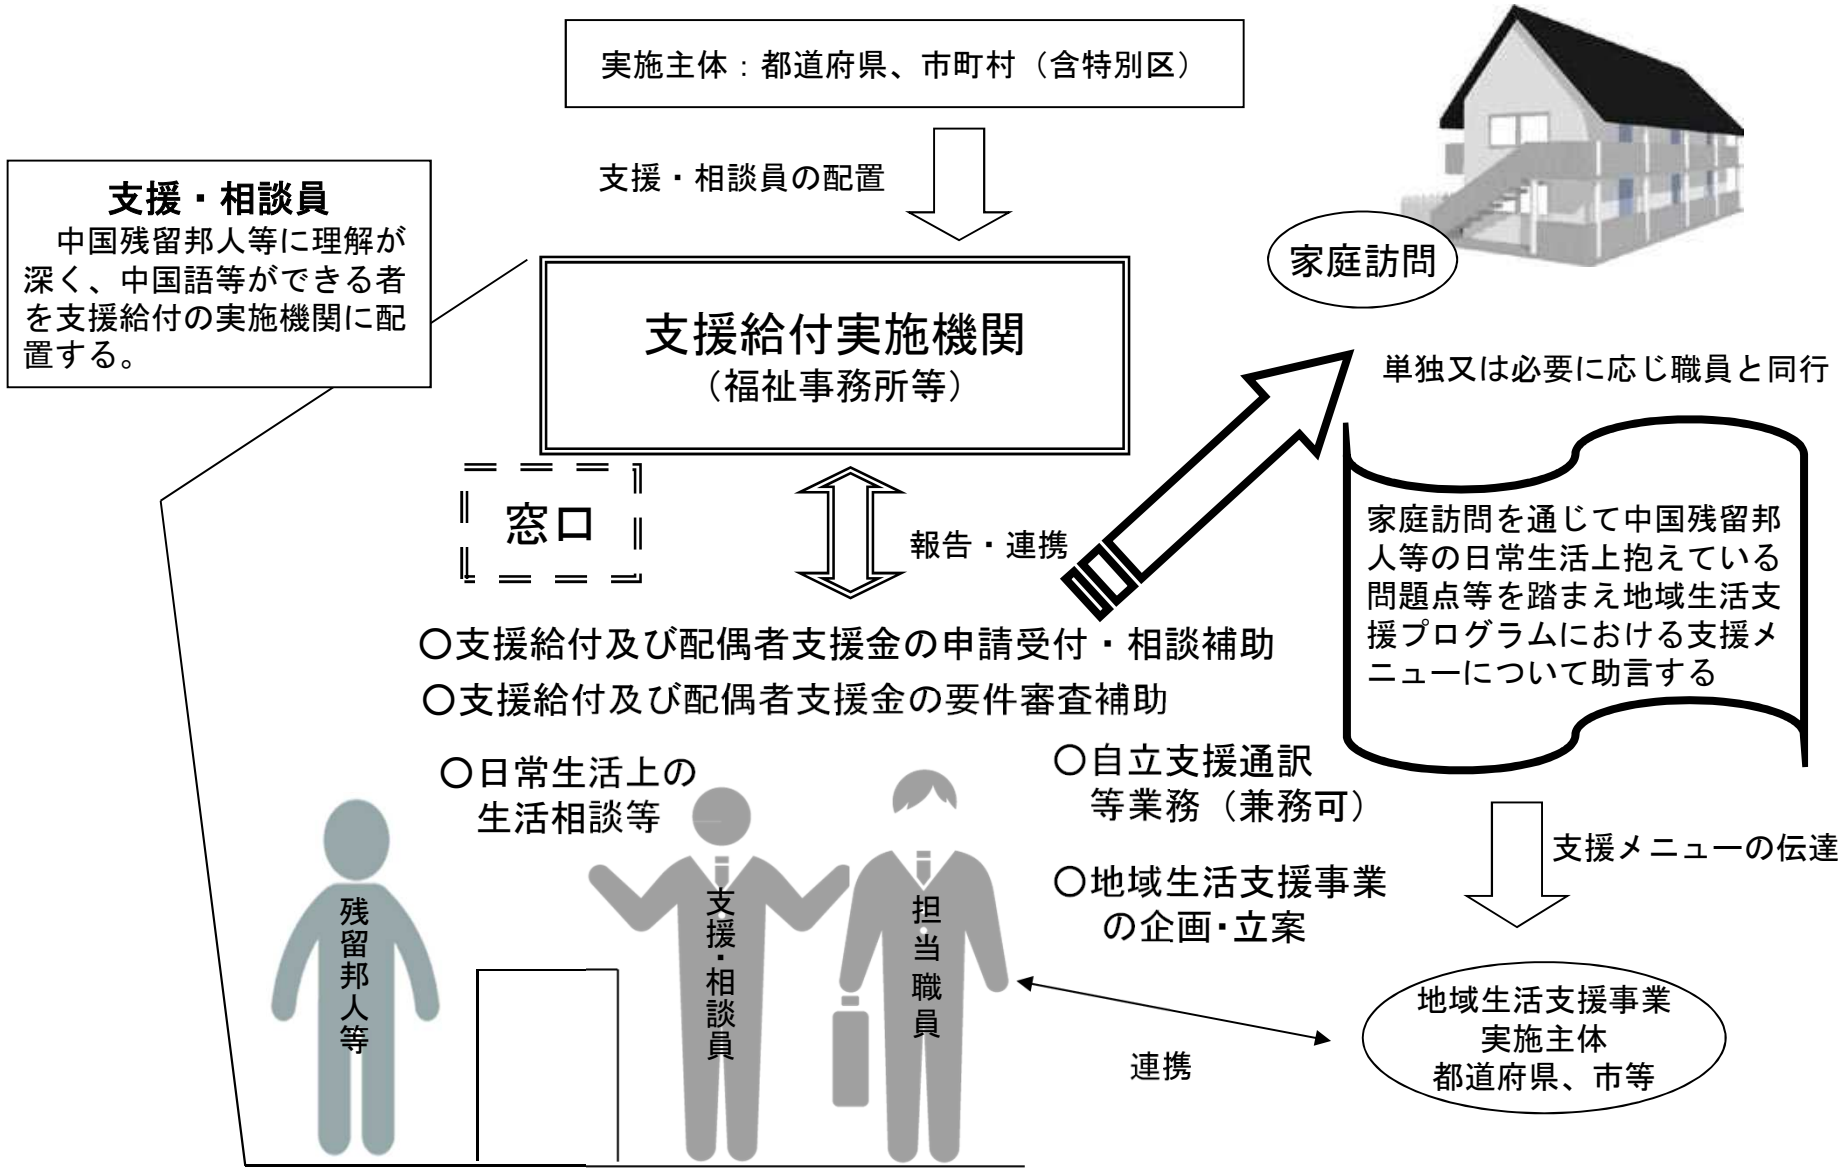 実施主体：都道府県、市町村（含特別区）
支援・相談員の配置
支援・相談員
中国残留邦人等に理解が
深く、中国語等ができる者
を支援給付の実施機関に配
置する。
家庭訪問
支援給付実施機関
（福祉事務所等）
単独又は必要に応じ職員と同行
窓口
報告・連携
家庭訪問を通じて中国残留邦
人等の日常生活上抱えている
問題点等を踏まえ地域生活支
援プログラムにおける支援メ
ニューについて助言する
○支援給付及び配偶者支援金の申請受付・相談補助
○支援給付及び配偶者支援金の要件審査補助
○日常生活上の
生活相談等
○自立支援通訳
等業務（兼務可）
支援メニューの伝達
○地域生活支援事業
の企画・立案
残留邦人等
支援・相談員
担当職員
地域生活支援事業
実施主体
都道府県、市等
連携